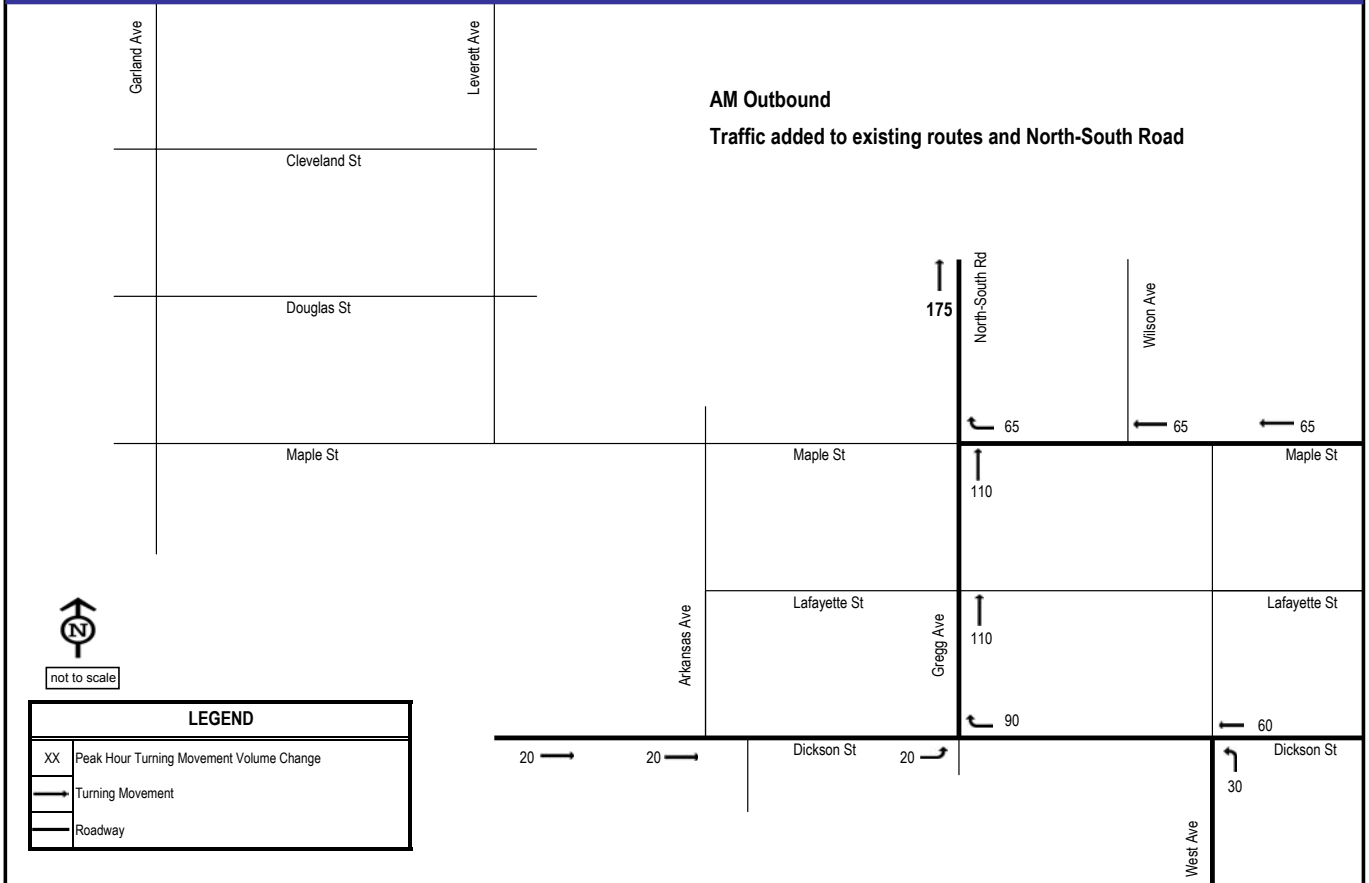 Garland Ave
Leverett Ave
AM Outbound
Traffic added to existing routes and North-South Road
Cleveland St
North-South Rd
Wilson Ave
175
Douglas St
65
65
65
Maple St
Maple St
Maple St
110
Lafayette St
Lafayette St
Arkansas Ave
Gregg Ave
110
N
not to scale
90
60
LEGEND
XX Peak Hour Turning Movement Volume Change
Turning Movement
Roadway
20
20
Dickson St
20
Dickson St
30
West Ave